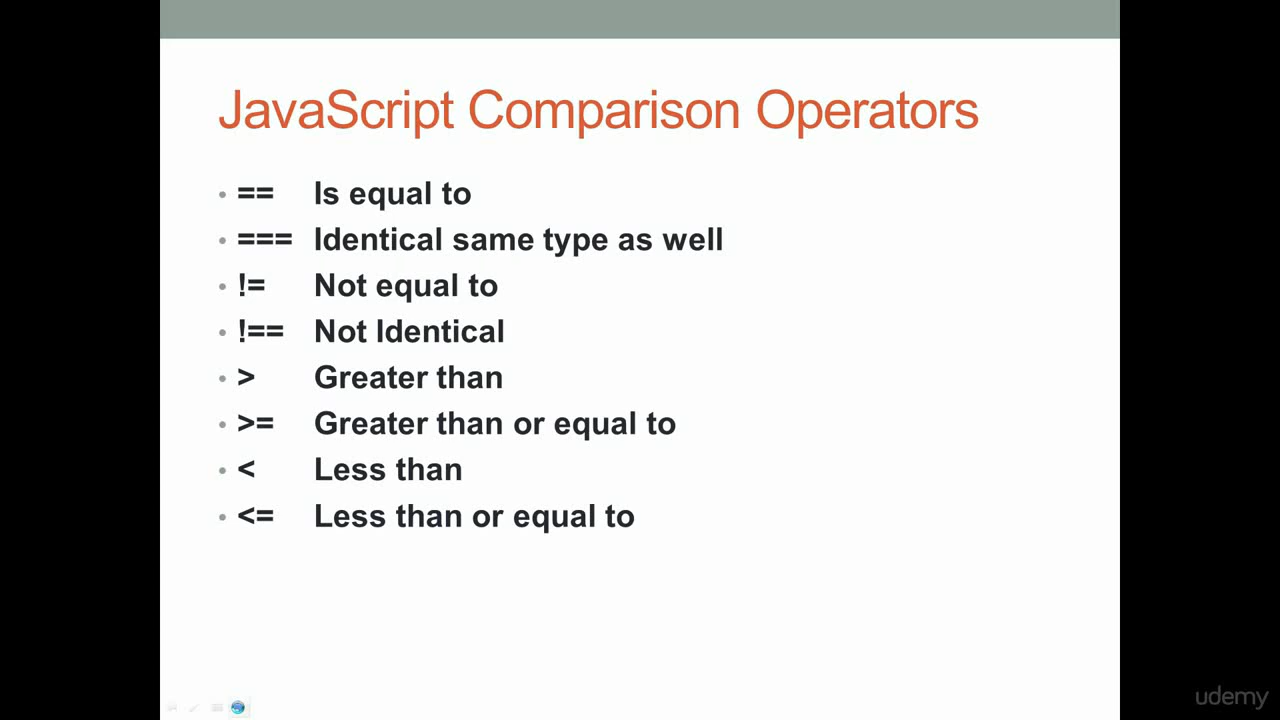 JavaScript Comparison Operators
• == Is equal to
• === Identical same type as well
• != Not equal to
• !== Not Identical
• > Greater than
• >= Greater than or equal to
• < Less than
• <= Less than or equal to
udemy